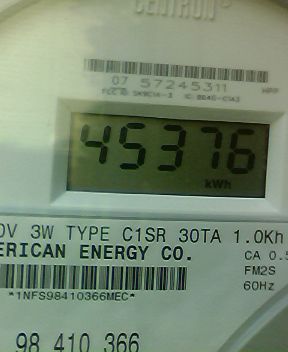 CENTRON®
07 57245311
45376
kWh
0V 3W TYPE C1SR 30TA 1.0Kh
ERICAN ENERGY CO.
CA 0.5
FM2S
60Hz
*1NFS98410366MEC*
98 410 366